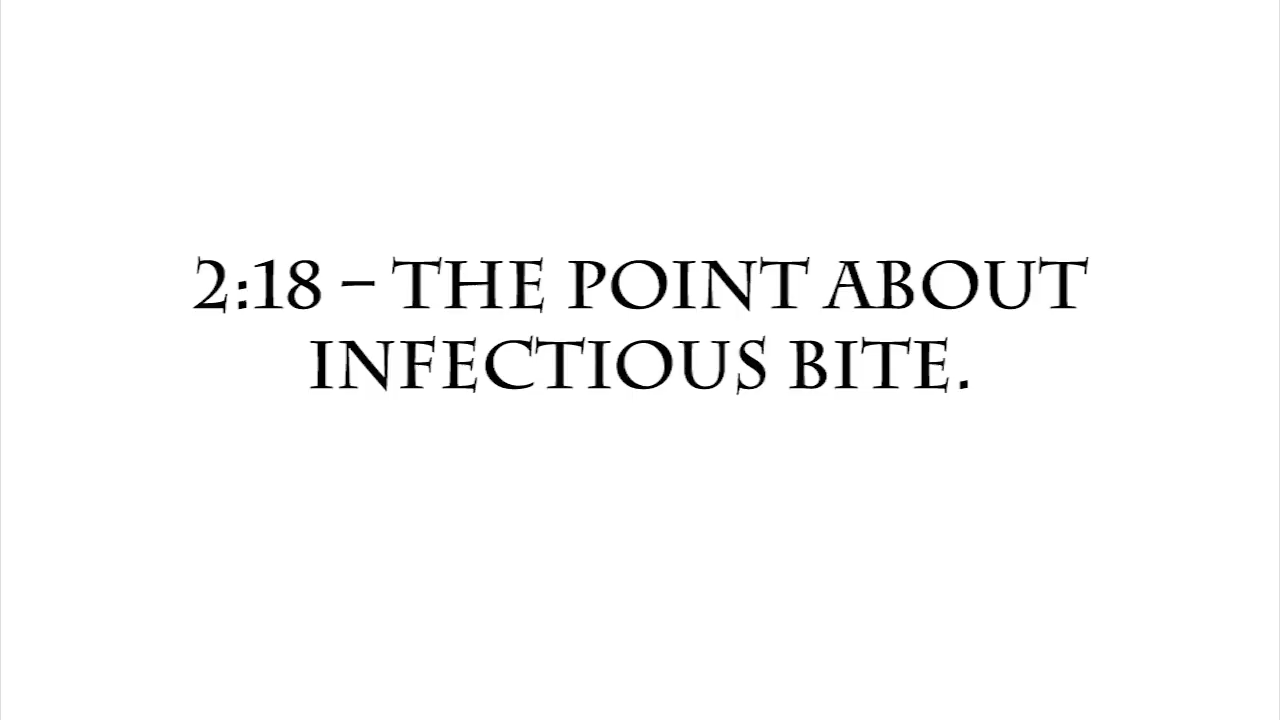 2:18 – THE POINT ABOUT
INFECTIOUS BITE.